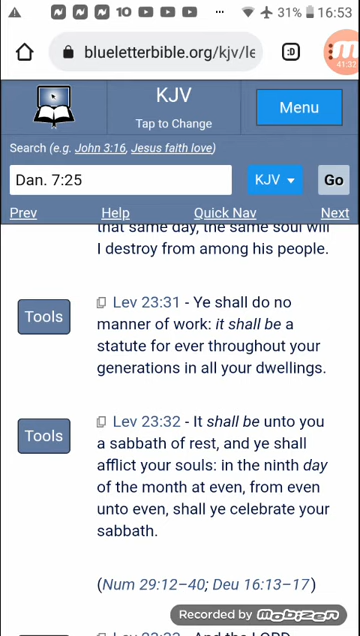 10 ... 31% 16:53
blueletterbible.org/kjv/le :D
41:32
KJV
Tap to Change
Menu
Search (e.g. John 3:16, Jesus faith love)
Dan. 7:25 KJV Go
Prev Help Quick Nav Next
that same day, the same soul will
I destroy from among his people.
Tools
Lev 23:31 - Ye shall do no
manner of work: it shall be a
statute for ever throughout your
generations in all your dwellings.
Tools
Lev 23:32 - It shall be unto you
a sabbath of rest, and ye shall
afflict your souls: in the ninth day
of the month at even, from even
unto even, shall ye celebrate your
sabbath.
(Num 29:12–40; Deu 16:13–17)
Recorded by Mobizen
Lev 23:33 - And the LORD